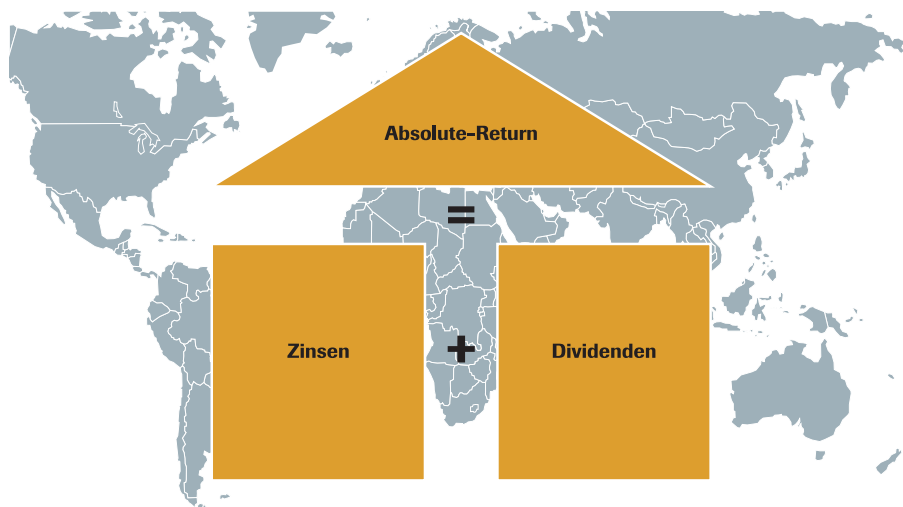 Absolute-Return
=
Zinsen + Dividenden